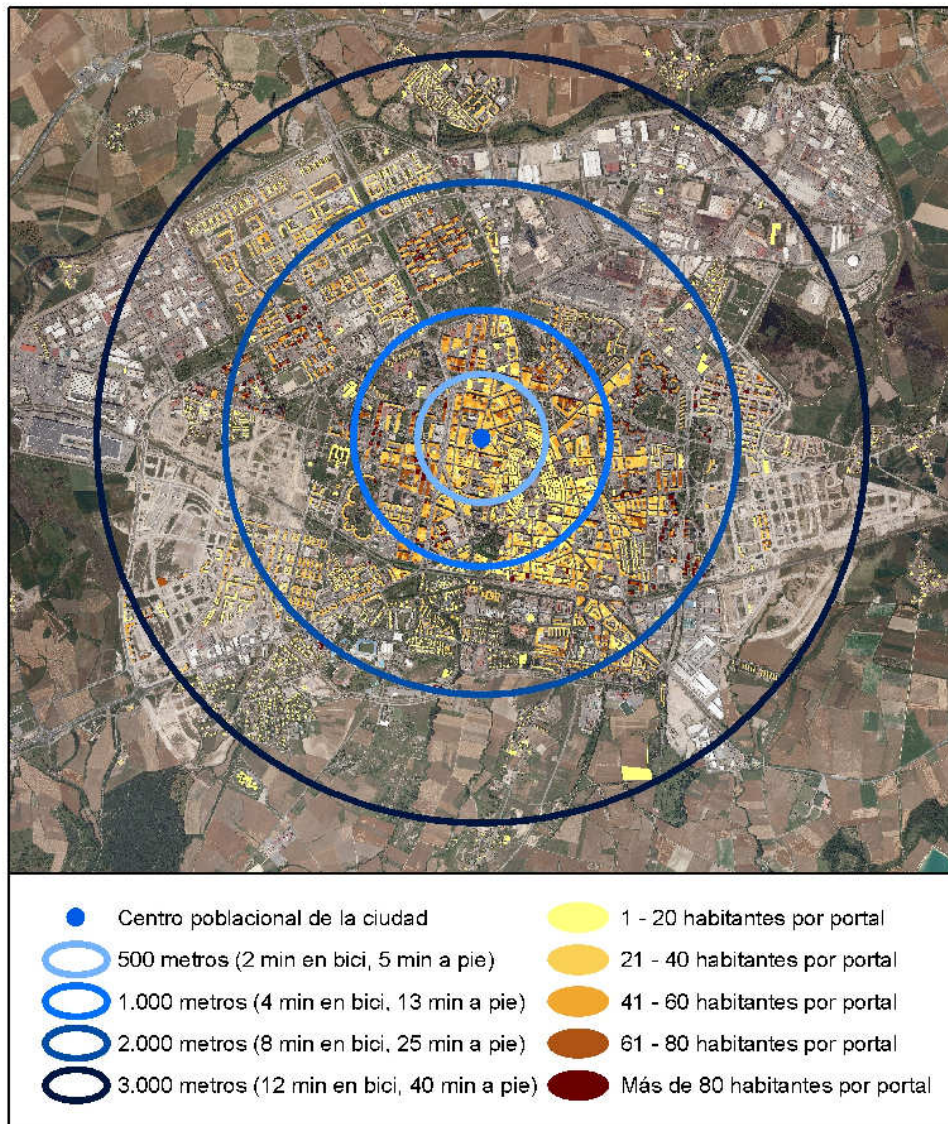 Centro poblacional de la ciudad
500 metros (2 min en bici, 5 min a pie)
1.000 metros (4 min en bici, 13 min a pie)
2.000 metros (8 min en bici, 25 min a pie)
3.000 metros (12 min en bici, 40 min a pie)
1 - 20 habitantes por portal
21 - 40 habitantes por portal
41 - 60 habitantes por portal
61 - 80 habitantes por portal
Más de 80 habitantes por portal